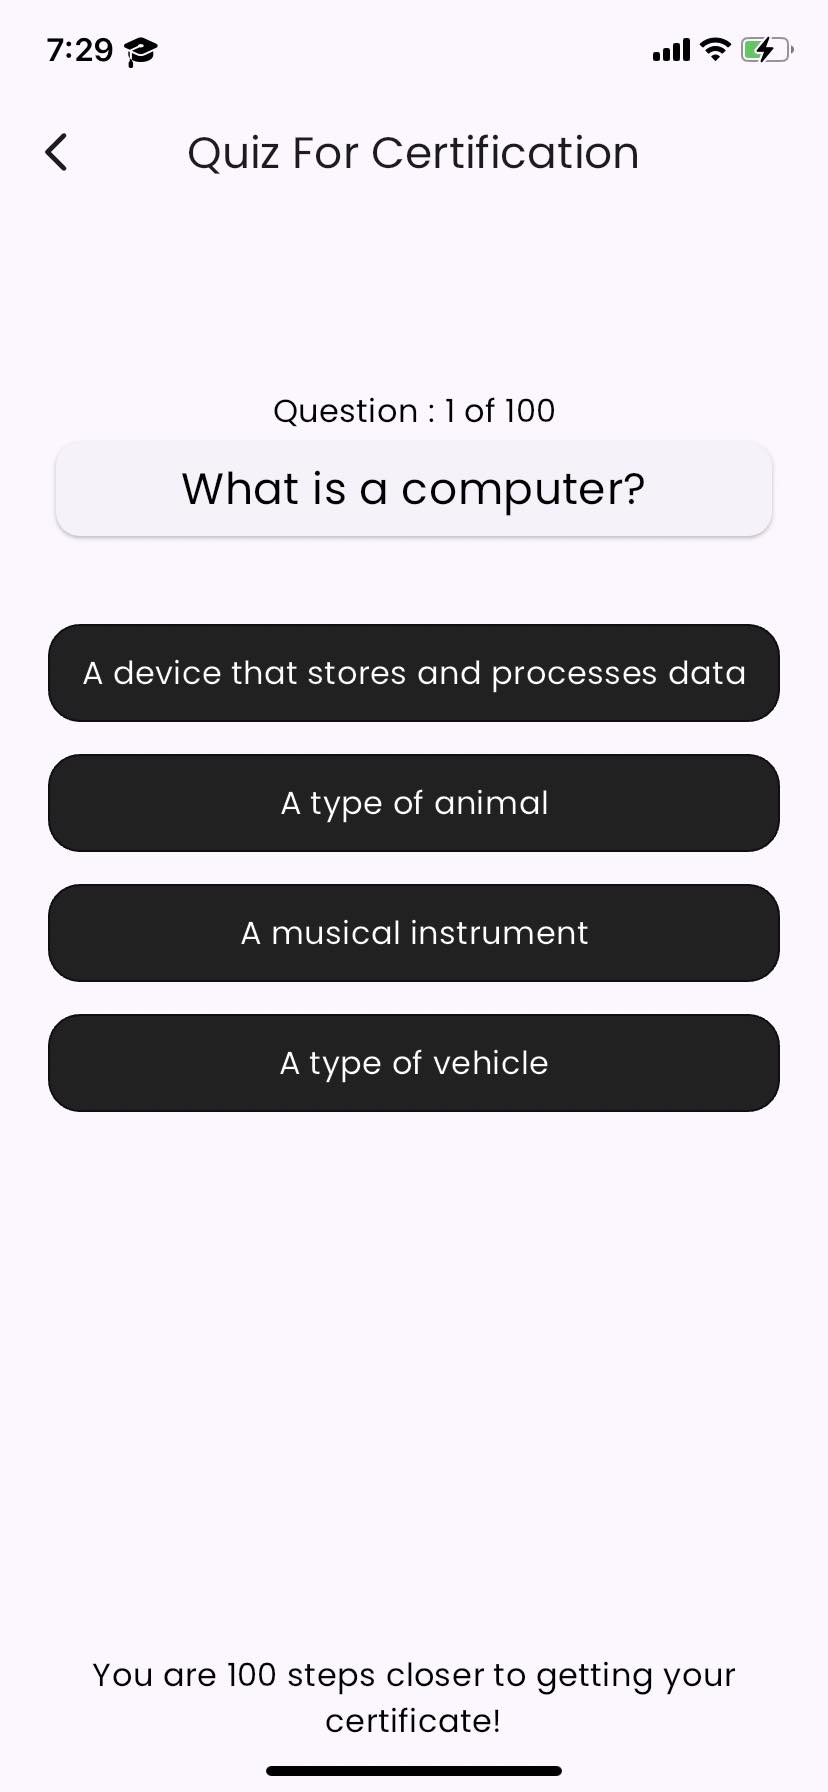 7:29
Quiz For Certification
Question : 1 of 100
What is a computer?
A device that stores and processes data
A type of animal
A musical instrument
A type of vehicle
You are 100 steps closer to getting your
certificate!